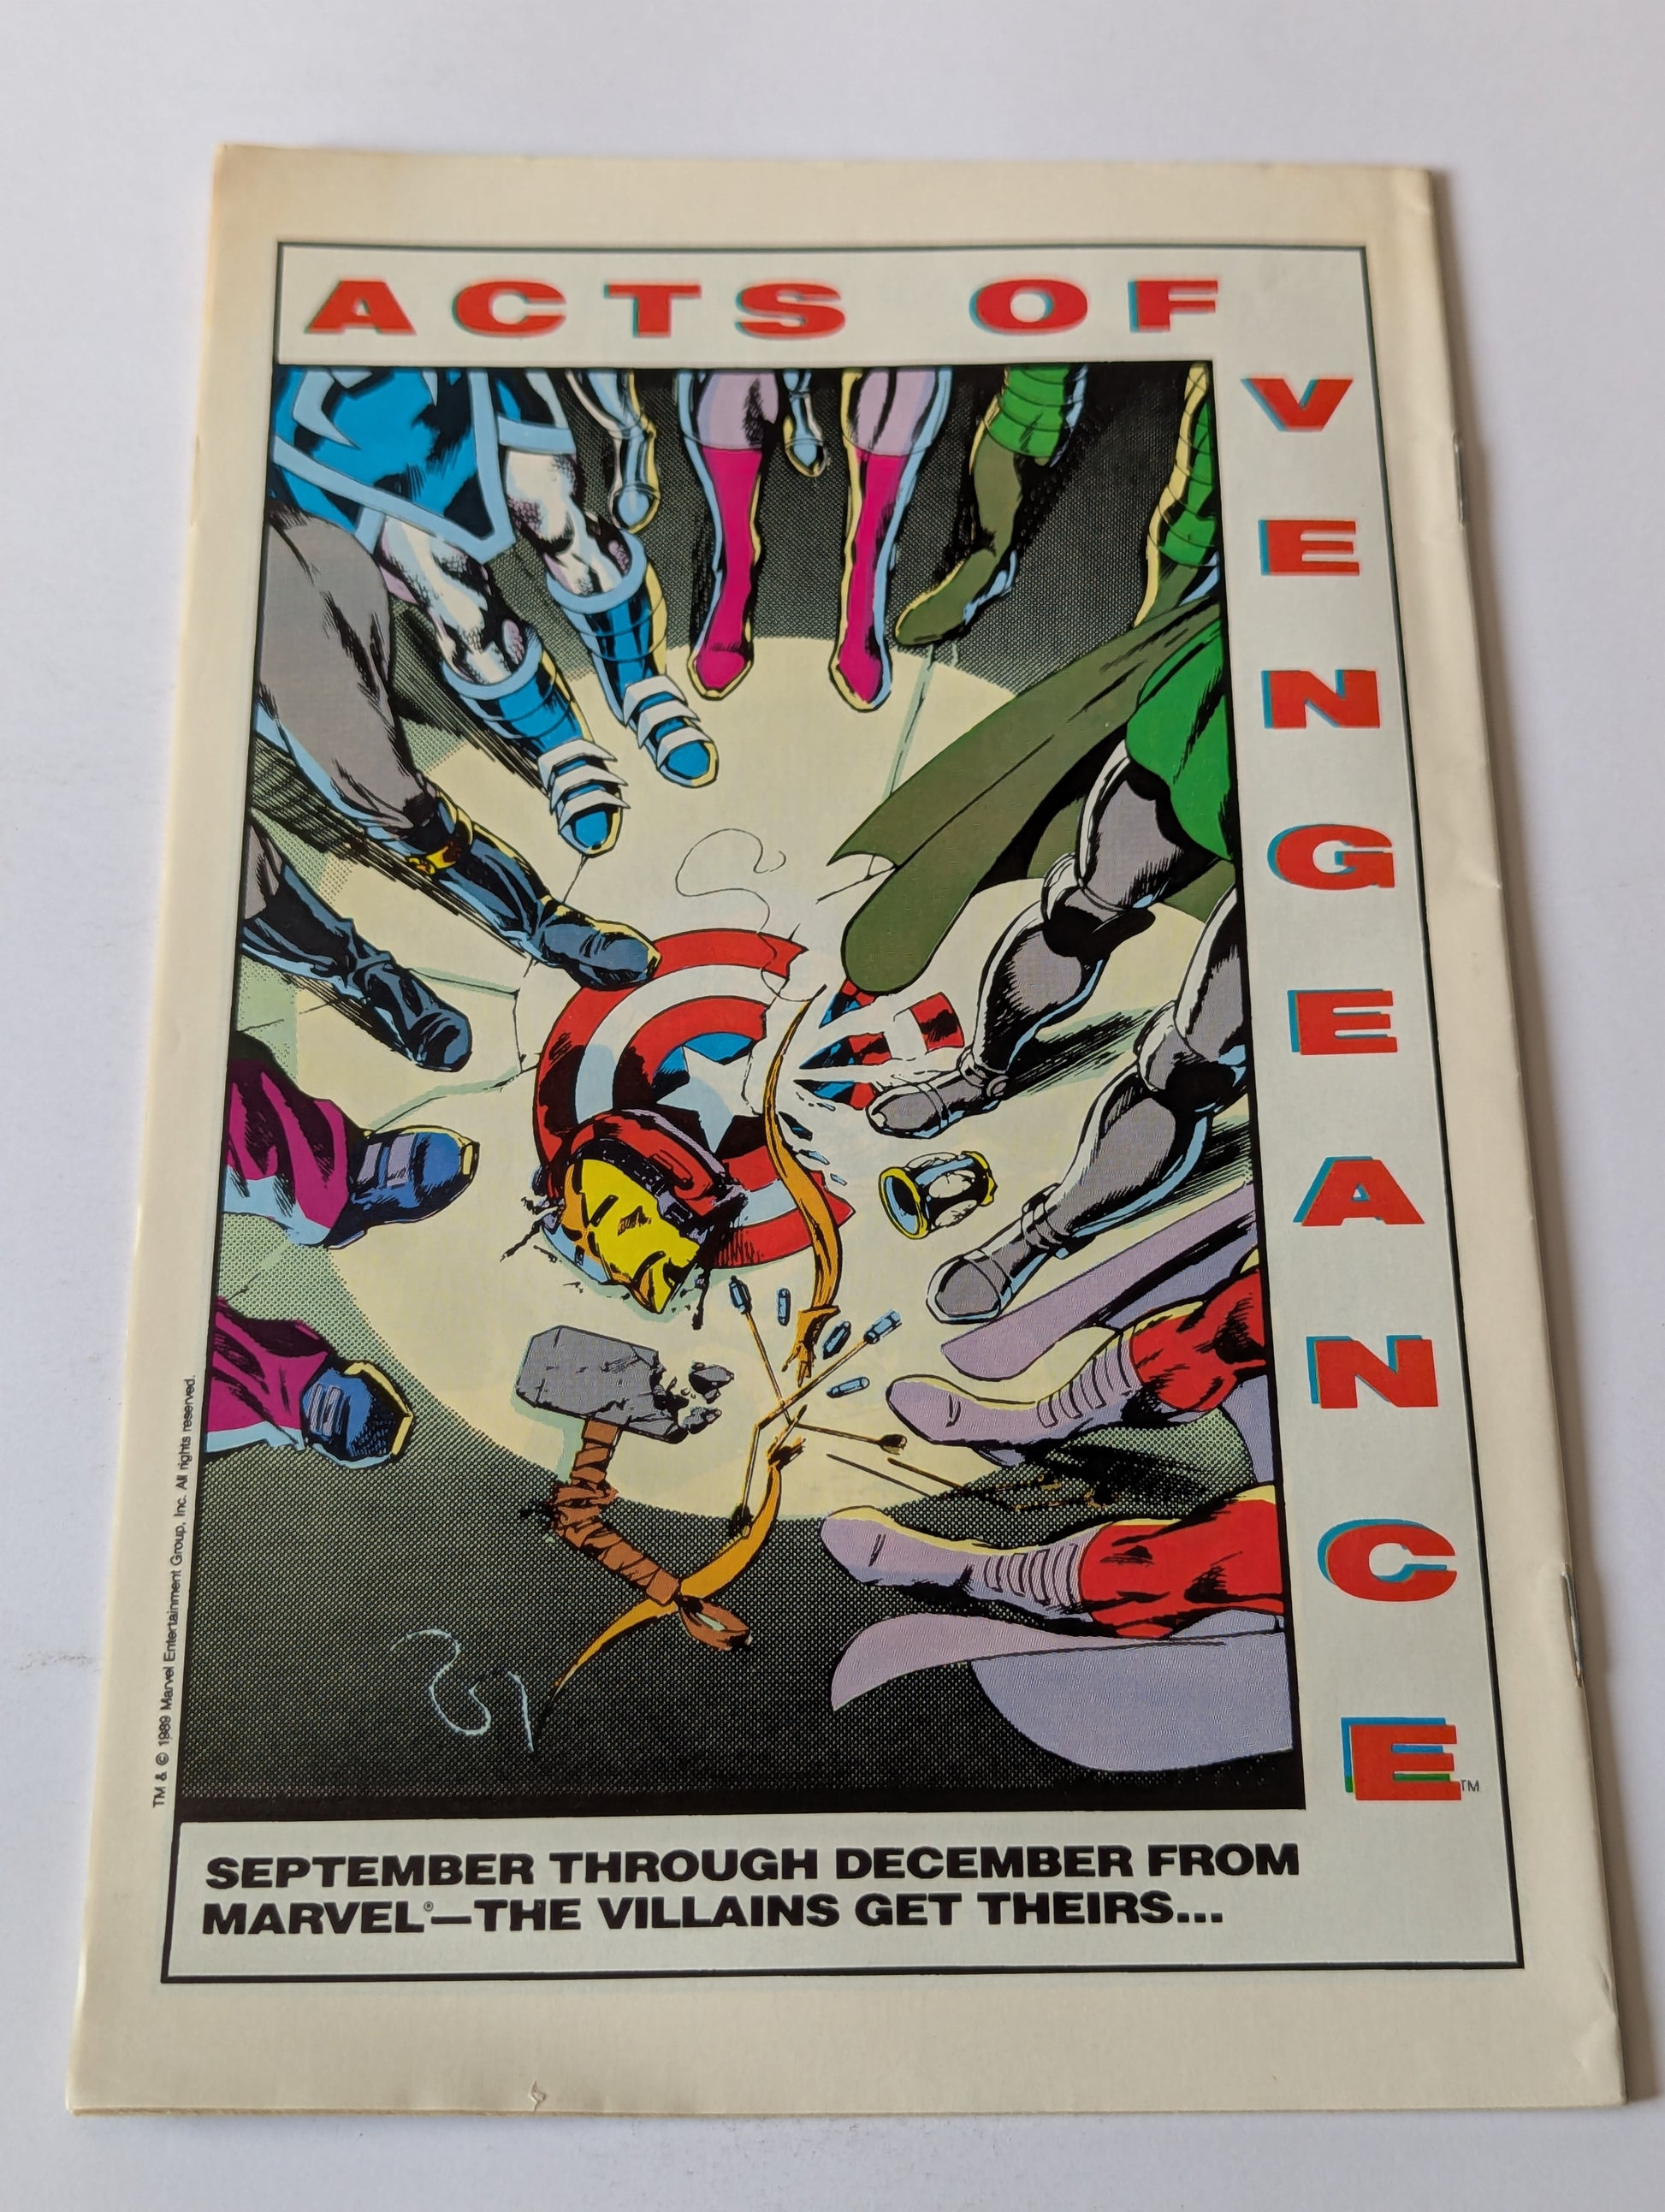 ACTS OF
VENGEANCE™
TM & © 1989 Marvel Entertainment Group, Inc. All rights reserved.
SEPTEMBER THROUGH DECEMBER FROM
MARVEL®—THE VILLAINS GET THEIRS...